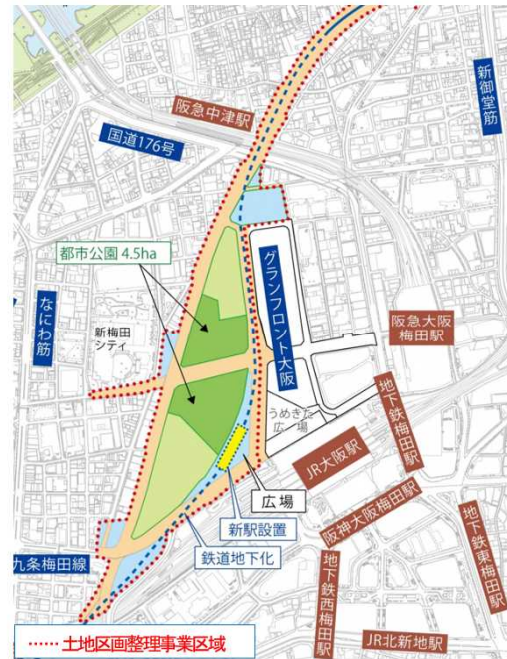 新御堂筋
阪急中津駅
国道176号
都市公園 4.5ha
グランフロント大阪
なにわ筋
新梅田
シティ
阪急大阪
梅田駅
うめきた
広場
地下鉄梅田駅
JR大阪駅
広場
阪神大阪梅田駅
新駅設置
地下鉄東梅田駅
鉄道地下化
九条梅田線
地下鉄西梅田駅
JR北新地駅
土地区画整理事業区域